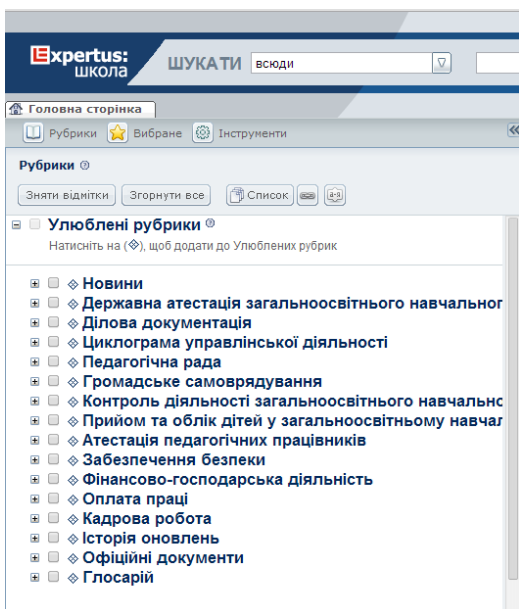 Expertus:
школа
ШУКАТИ всюди
Головна сторінка
Рубрики Вибране Інструменти
Рубрики
Зняти відмітки Згорнути все Список а-я
Улюблені рубрики
Натисніть на (), щоб додати до Улюблених рубрик
Новини
Державна атестація загальноосвітнього
Ділова документація
Циклограма управлінської діяльності
Педагогічна рада
Громадське самоврядування
Контроль діяльності загальноосвітнього
Прийом та облік дітей у загальноосвітньому
Атестація педагогічних працівників
Забезпечення безпеки
Фінансово-господарська діяльність
Оплата праці
Кадрова робота
Історія оновлень
Офіційні документи
Глосарій